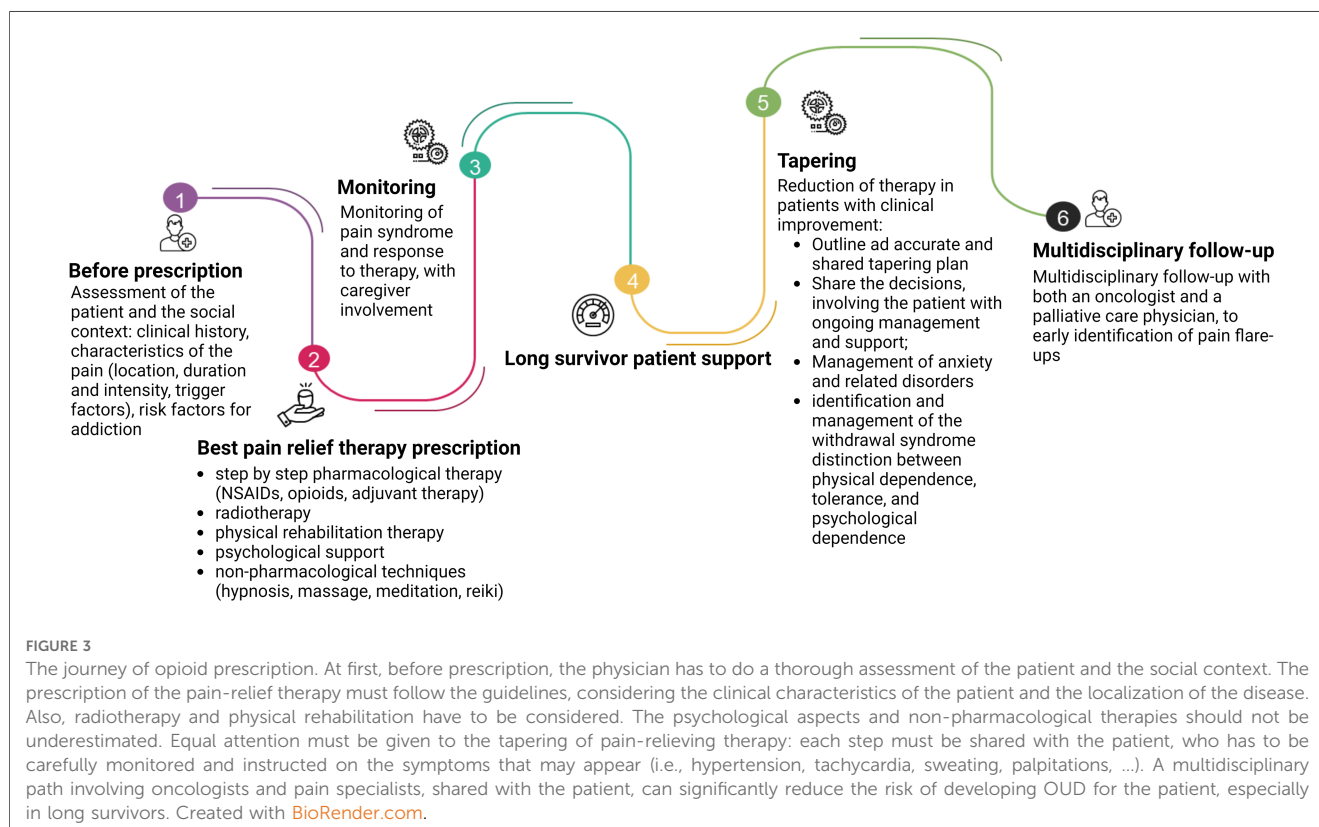 1
Before prescription
Assessment of the
patient and the social
context: clinical history,
characteristics of the
pain (location, duration
and intensity, trigger
factors), risk factors for
addiction
2
Best pain relief therapy prescription
• step by step pharmacological therapy
(NSAIDs, opioids, adjuvant therapy)
• radiotherapy
• physical rehabilitation therapy
• psychological support
• non-pharmacological techniques
(hypnosis, massage, meditation, reiki)
3
Monitoring
Monitoring of
pain syndrome
and response
to therapy, with
caregiver
involvement
4
Long survivor patient support
5
Tapering
Reduction of therapy in
patients with clinical
improvement:
• Outline ad accurate and
shared tapering plan
• Share the decisions,
involving the patient with
ongoing management
and support;
• Management of anxiety
and related disorders
• identification and
management of the
withdrawal syndrome
distinction between
physical dependence,
tolerance, and
psychological
dependence
6
Multidisciplinary follow-up
Multidisciplinary follow-up with
both an oncologist and a
palliative care physician, to
early identification of pain flare-
ups
FIGURE 3
The journey of opioid prescription. At first, before prescription, the physician has to do a thorough assessment of the patient and the social context. The
prescription of the pain-relief therapy must follow the guidelines, considering the clinical characteristics of the patient and the localization of the disease.
Also, radiotherapy and physical rehabilitation have to be considered. The psychological aspects and non-pharmacological therapies should not be
underestimated. Equal attention must be given to the tapering of pain-relieving therapy: each step must be shared with the patient, who has to be
carefully monitored and instructed on the symptoms that may appear (i.e., hypertension, tachycardia, sweating, palpitations, ...). A multidisciplinary
path involving oncologists and pain specialists, shared with the patient, can significantly reduce the risk of developing OUD for the patient, especially
in long survivors. Created with BioRender.com.